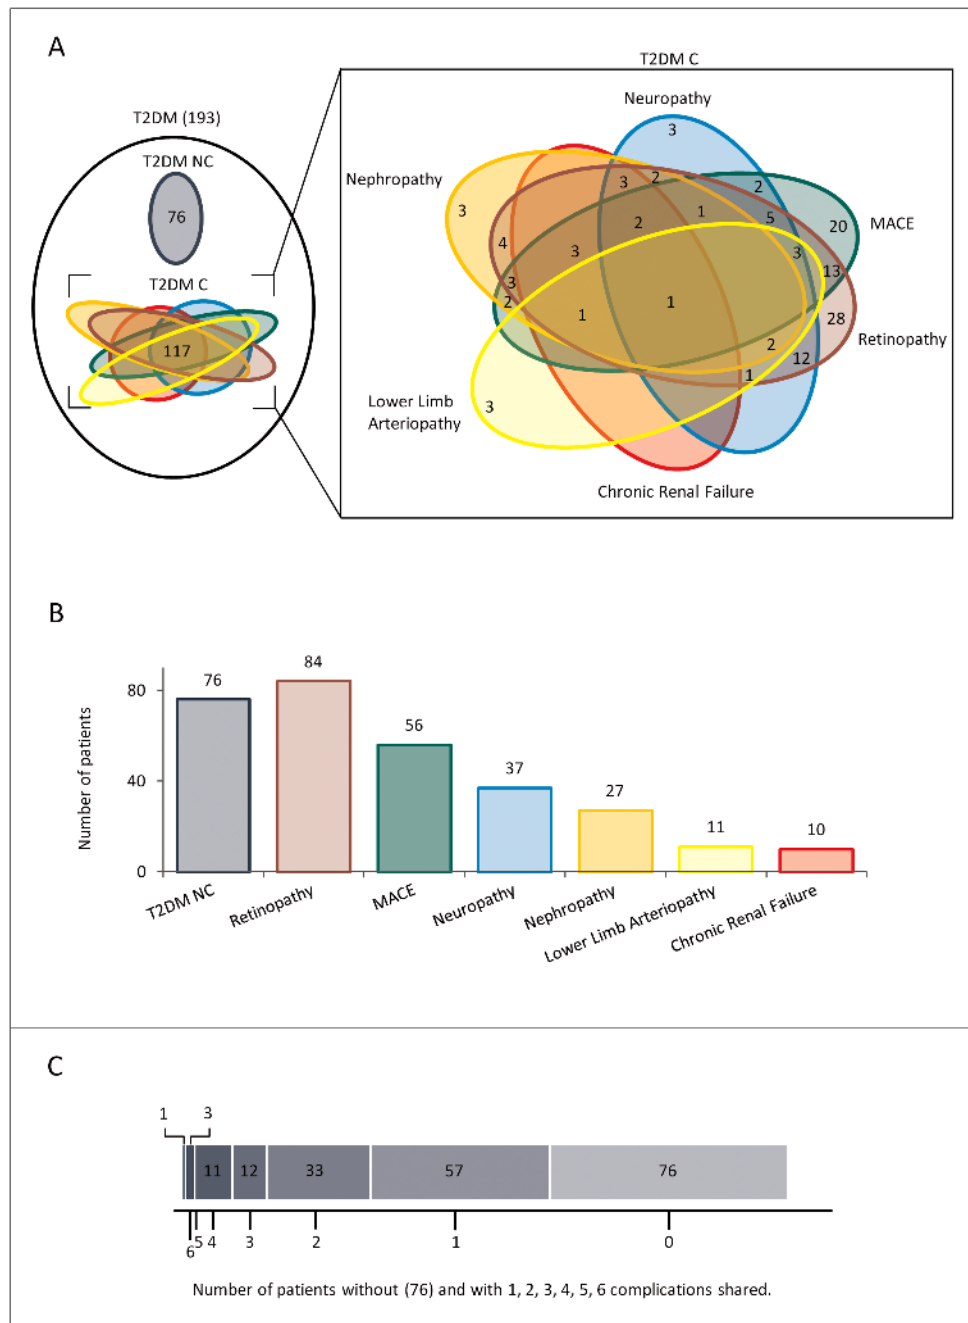 A
T2DM (193)
T2DM NC
76
T2DM C
117
T2DM C
Neuropathy
3
Nephropathy
3
3
2
2
MACE
20
4
2
1
5
3
3
13
3
2
1
1
28
Retinopathy
2
12
1
Lower Limb
Arteriopathy
3
Chronic Renal Failure
B
Number of patients
80
40
0
76
84
56
37
27
11
10
T2DM NC
Retinopathy
MACE
Neuropathy
Nephropathy
Lower Limb Arteriopathy
Chronic Renal Failure
C
1
3
11
12
33
57
76
6
5
4
3
2
1
0
Number of patients without (76) and with 1, 2, 3, 4, 5, 6 complications shared.